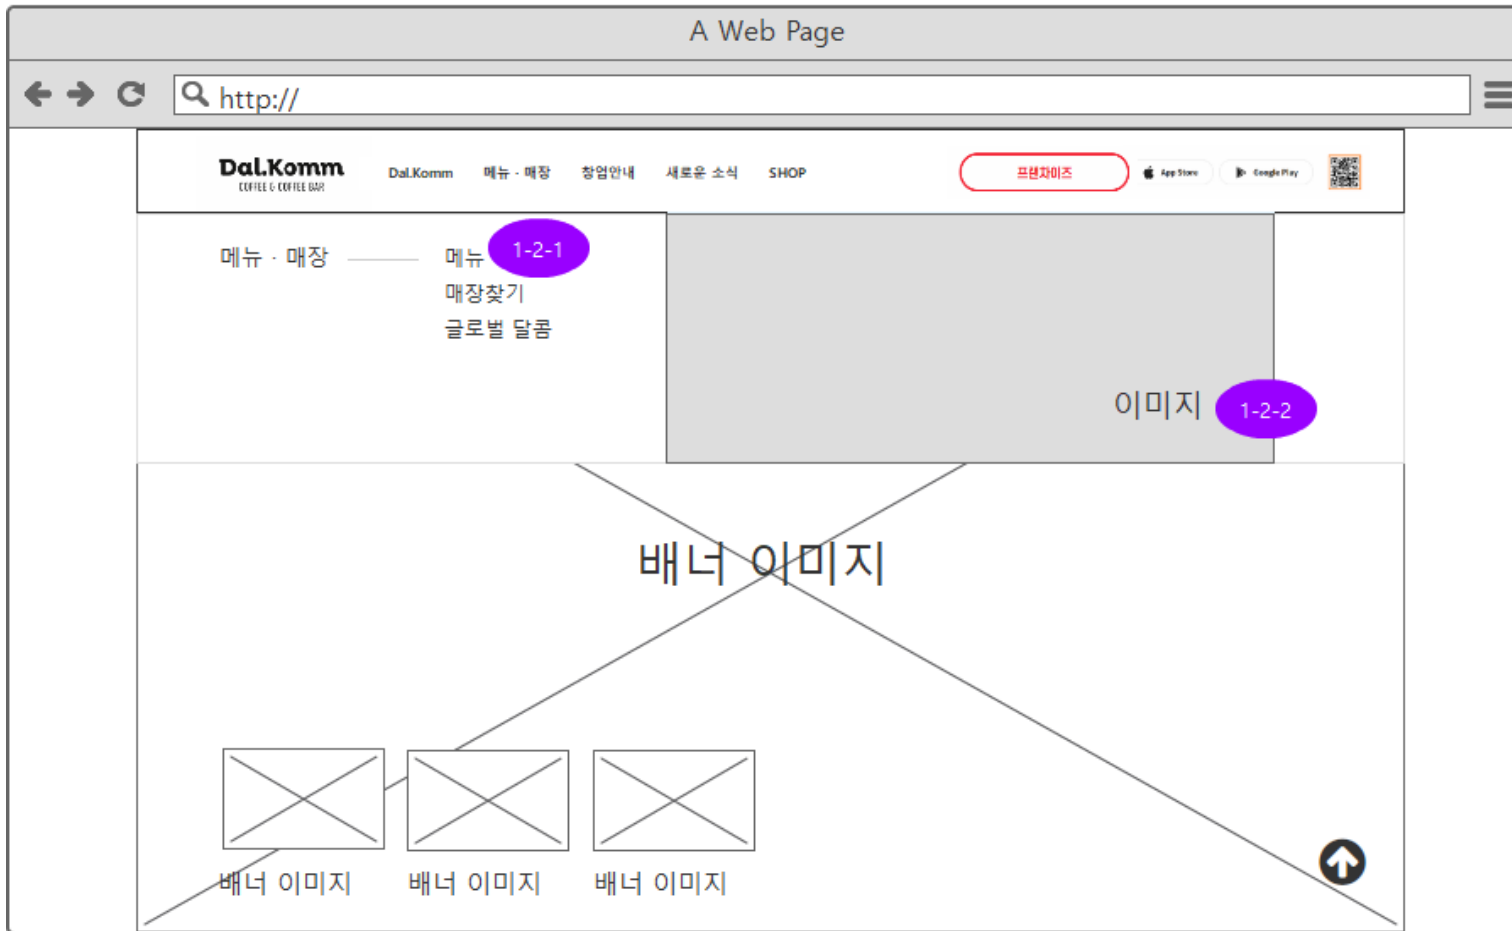 A Web Page
http://
Dal.Komm
COFFEE & COFFEE BAR
Dal.Komm 메뉴 · 매장 창업안내 새로운 소식 SHOP
프랜차이즈
App Store
Google Play
메뉴 · 매장
메뉴
1-2-1
매장찾기
글로벌 달콤
이미지
1-2-2
배너 이미지
배너 이미지
배너 이미지
배너 이미지